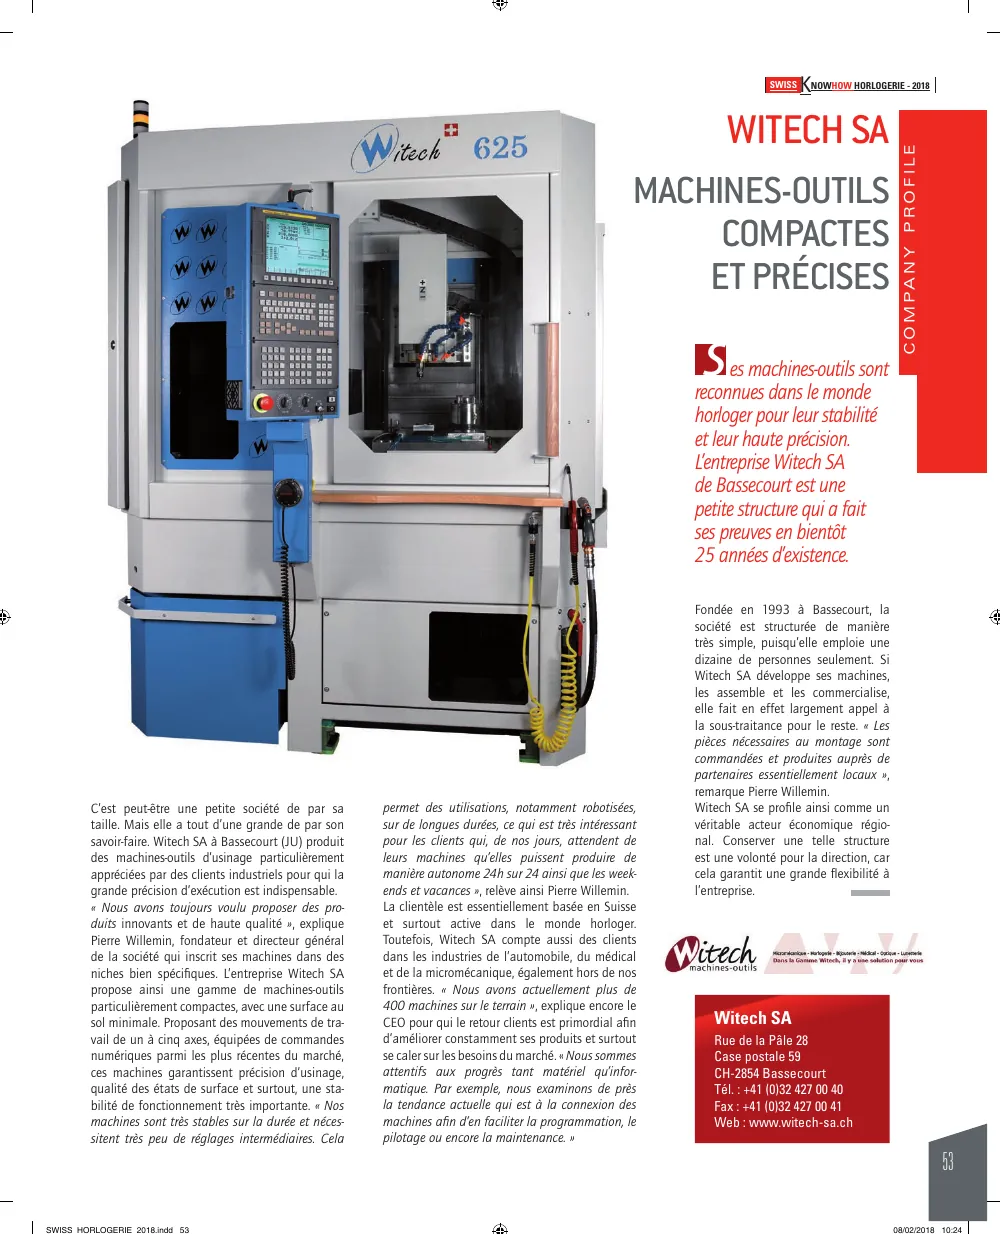 SWISS KNOWHOW HORLOGERIE - 2018
WITECH SA
MACHINES-OUTILS
COMPACTES
ET PRÉCISES
COMPANY PROFILE
Witech 625
Ses machines-outils sont
reconnues dans le monde
horloger pour leur stabilité
et leur haute précision.
L'entreprise Witech SA
de Bassecourt est une
petite structure qui a fait
ses preuves en bientôt
25 années d'existence.
C'est peut-être une petite société de par sa
taille. Mais elle a tout d'une grande de par son
savoir-faire. Witech SA à Bassecourt (JU) produit
des machines-outils d'usinage particulièrement
appréciées par des clients industriels pour qui la
grande précision d'exécution est indispensable.
« Nous avons toujours voulu proposer des pro-
duits innovants et de haute qualité », explique
Pierre Willemin, fondateur et directeur général
de la société qui inscrit ses machines dans des
niches bien spécifiques. L'entreprise Witech SA
propose ainsi une gamme de machines-outils
particulièrement compactes, avec une surface au
sol minimale. Proposant des mouvements de tra-
vail de un à cinq axes, équipées de commandes
numériques parmi les plus récentes du marché,
ces machines garantissent précision d'usinage,
qualité des états de surface et surtout, une sta-
bilité de fonctionnement très importante. « Nos
machines sont très stables sur la durée et néces-
sitent très peu de réglages intermédiaires. Cela
permet des utilisations, notamment robotisées,
sur de longues durées, ce qui est très intéressant
pour les clients qui, de nos jours, attendent de
leurs machines qu'elles puissent produire de
manière autonome 24h sur 24 ainsi que les week-
ends et vacances », relève ainsi Pierre Willemin.
La clientèle est essentiellement basée en Suisse
et surtout active dans le monde horloger.
Toutefois, Witech SA compte aussi des clients
dans les industries de l'automobile, du médical
et de la micromécanique, également hors de nos
frontières. « Nous avons actuellement plus de
400 machines sur le terrain », explique encore le
CEO pour qui le retour clients est primordial afin
d'améliorer constamment ses produits et surtout
se caler sur les besoins du marché. « Nous sommes
attentifs aux progrès tant matériel qu'infor-
matique. Par exemple, nous examinons de près
la tendance actuelle qui est à la connexion des
machines afin d'en faciliter la programmation, le
pilotage ou encore la maintenance. »
Fondée en 1993 à Bassecourt, la
société est structurée de manière
très simple, puisqu'elle emploie une
dizaine de personnes seulement. Si
Witech SA développe ses machines,
les assemble et les commercialise,
elle fait en effet largement appel à
la sous-traitance pour le reste. « Les
pièces nécessaires au montage sont
commandées et produites auprès de
partenaires essentiellement locaux »,
remarque Pierre Willemin.
Witech SA se profile ainsi comme un
véritable acteur économique régio-
nal. Conserver une telle structure
est une volonté pour la direction, car
cela garantit une grande flexibilité à
l'entreprise.
Witech
machines-outils
Micromécanique - Horlogerie - Bijouterie - Médical - Optique - Lunetterie
Dans la Gamme Witech, il y a une solution pour vous
Witech SA
Rue de la Pâle 28
Case postale 59
CH-2854 Bassecourt
Tél. : +41 (0)32 427 00 40
Fax : +41 (0)32 427 00 41
Web : www.witech-sa.ch
53
SWISS HORLOGERIE 2018.indd 53
08/02/2018 10:24